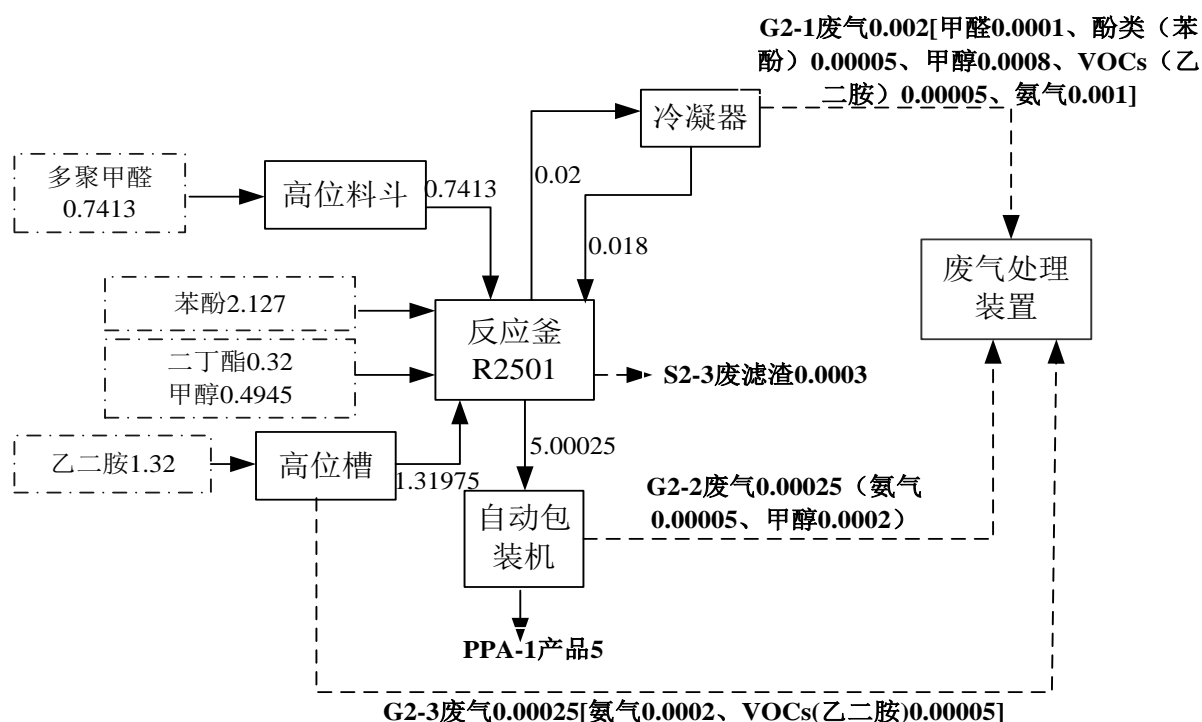 G2-1废气0.002[甲醛0.0001、酚类（苯
酚）0.00005、甲醇0.0008、VOCs（乙
二胺）0.00005、氨气0.001]
冷凝器
多聚甲醛
0.7413
高位料斗
0.7413
0.02
0.018
废气处理
装置
苯酚2.127
反应釜
R2501
二丁酯0.32
甲醇0.4945
S2-3废滤渣0.0003
乙二胺1.32
高位槽
1.31975
5.00025
自动包
装机
G2-2废气0.00025（氨气
0.00005、甲醇0.0002）
PPA-1产品5
G2-3废气0.00025[氨气0.0002、VOCs(乙二胺)0.00005]